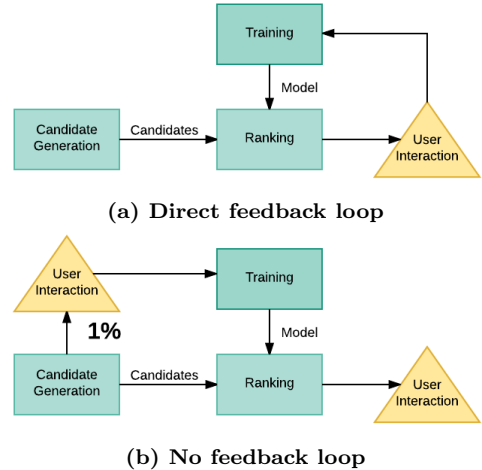 Training
Model
Candidate
Generation
Candidates
Ranking
User
Interaction
(a) Direct feedback loop
User
Interaction
Training
1%
Model
Candidate
Generation
Candidates
Ranking
User
Interaction
(b) No feedback loop